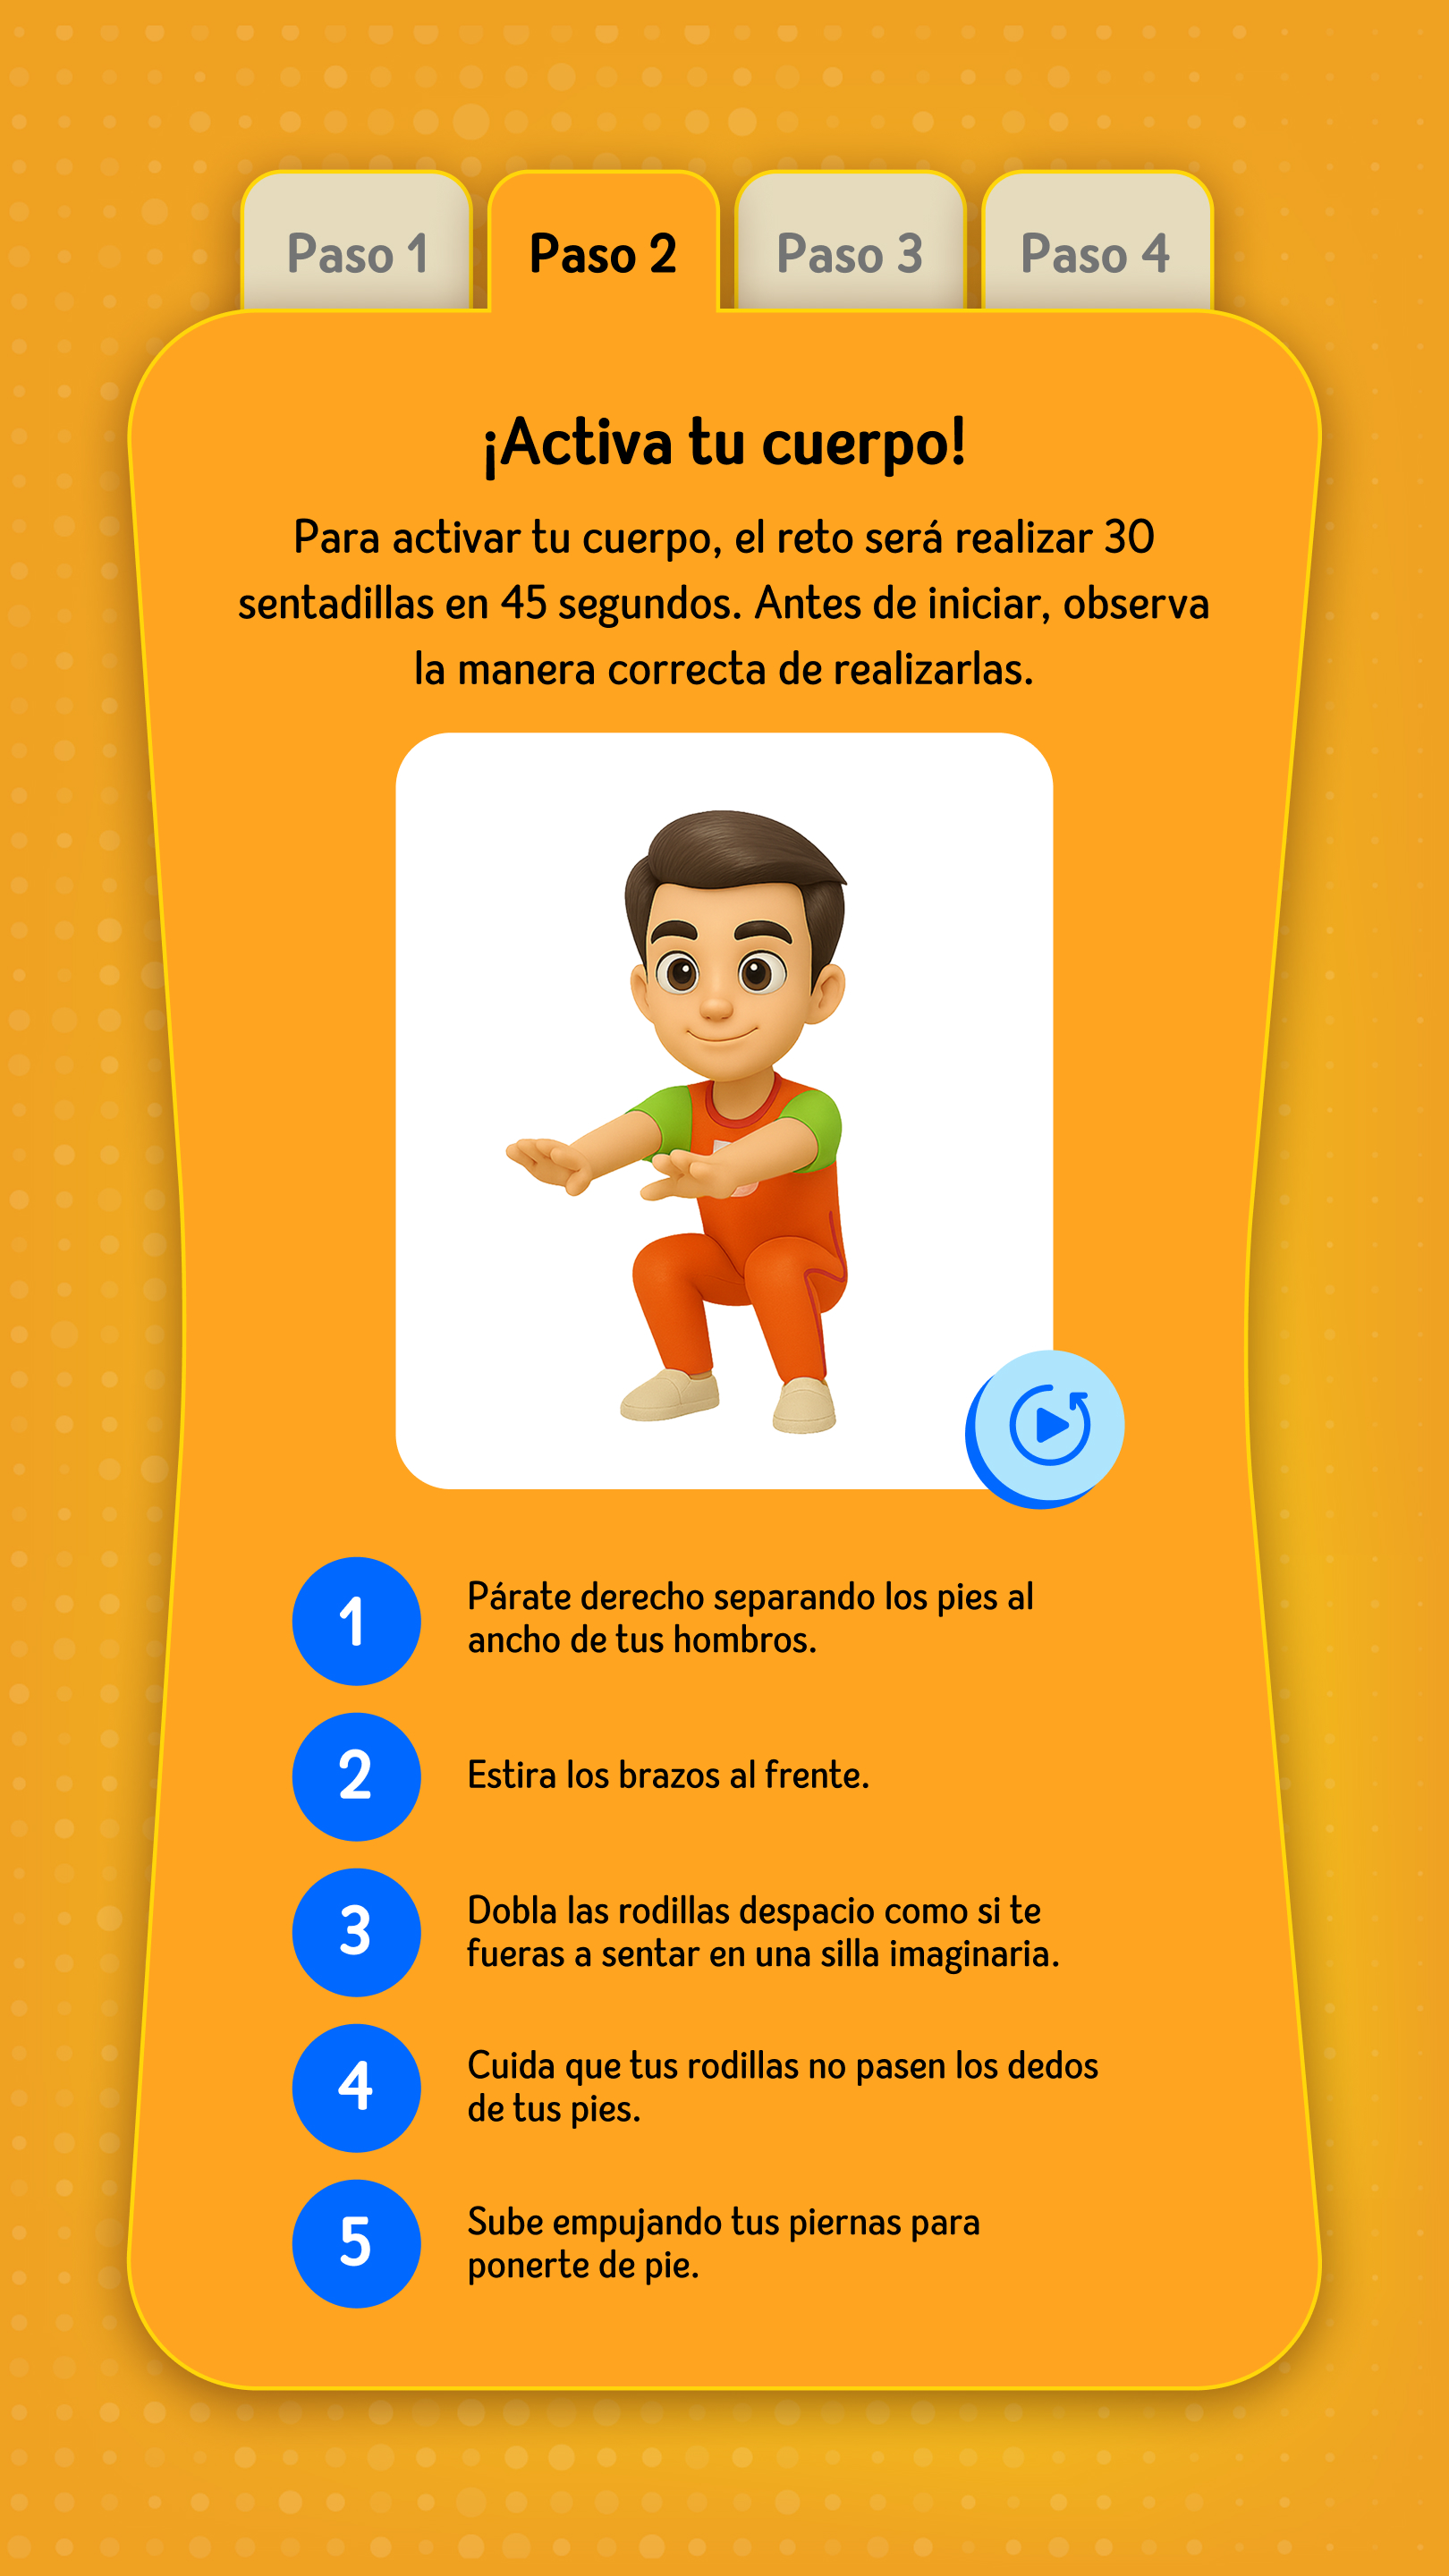 Paso 1
Paso 2
Paso 3
Paso 4
¡Activa tu cuerpo!
Para activar tu cuerpo, el reto será realizar 30
sentadillas en 45 segundos. Antes de iniciar, observa
la manera correcta de realizarlas.
1
Párate derecho separando los pies al
ancho de tus hombros.
2
Estira los brazos al frente.
3
Dobla las rodillas despacio como si te
fueras a sentar en una silla imaginaria.
4
Cuida que tus rodillas no pasen los dedos
de tus pies.
5
Sube empujando tus piernas para
ponerte de pie.